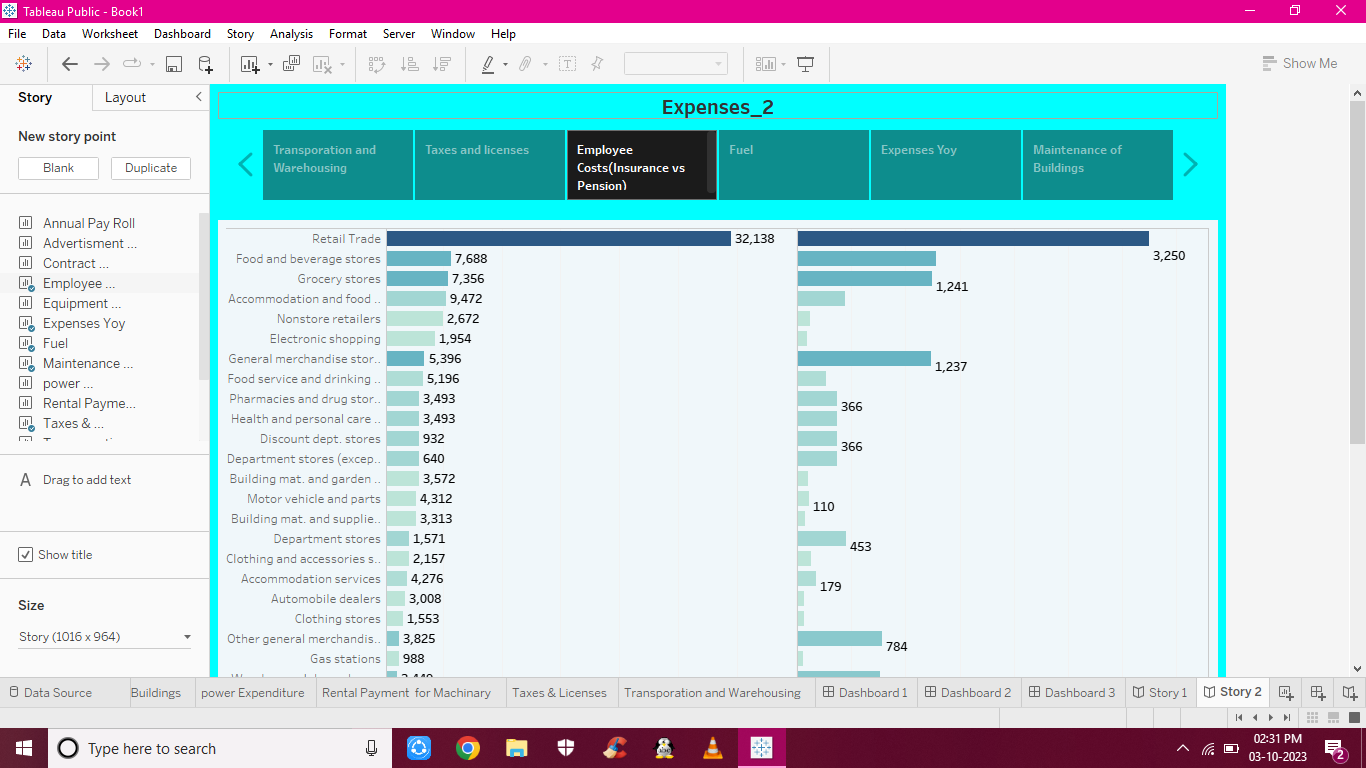 Tableau Public - Book1
File Data Worksheet Dashboard Story Analysis Format Server Window Help
Show Me
Story Layout
New story point
Blank Duplicate
Annual Pay Roll
Advertisment ...
Contract ...
Employee ...
Equipment ...
Expenses Yoy
Fuel
Maintenance ...
power ...
Rental Payme...
Taxes & ...
A Drag to add text
Show title
Size
Story (1016 x 964)
Expenses_2
Transporation and
Warehousing
Taxes and licenses
Employee
Costs(Insurance vs
Pension)
Fuel
Expenses Yoy
Maintenance of
Buildings
Retail Trade 32,138 3,250
Food and beverage stores 7,688
Grocery stores 7,356 1,241
Accommodation and food .. 9,472
Nonstore retailers 2,672
Electronic shopping 1,954
General merchandise stor.. 5,396 1,237
Food service and drinking .. 5,196
Pharmacies and drug stor.. 3,493 366
Health and personal care .. 3,493
Discount dept. stores 932 366
Department stores (excep.. 640
Building mat. and garden .. 3,572
Motor vehicle and parts 4,312 110
Building mat. and supplie.. 3,313
Department stores 1,571 453
Clothing and accessories s.. 2,157
Accommodation services 4,276 179
Automobile dealers 3,008
Clothing stores 1,553
Other general merchandis.. 3,825 784
Gas stations 988
Data Source Buildings power Expenditure Rental Payment for Machinary Taxes & Licenses Transporation and Warehousing Dashboard 1 Dashboard 2 Dashboard 3 Story 1 Story 2
Type here to search
02:31 PM
03-10-2023
2